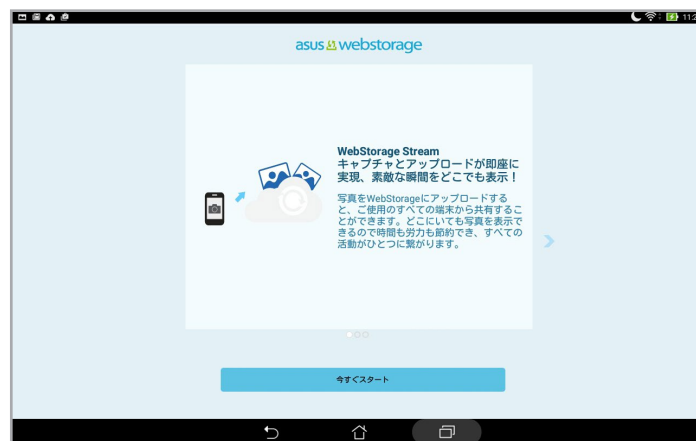 asus webstorage
WebStorage Stream
キャプチャとアップロードが即座に
実現、素敵な瞬間をどこでも表示！
写真をWebStorageにアップロードする
と、ご使用のすべての端末から共有するこ
とができます。どこにいても写真を表示で
きるので時間も労力も節約でき、すべての
活動がひとつに繋がります。
今すぐスタート